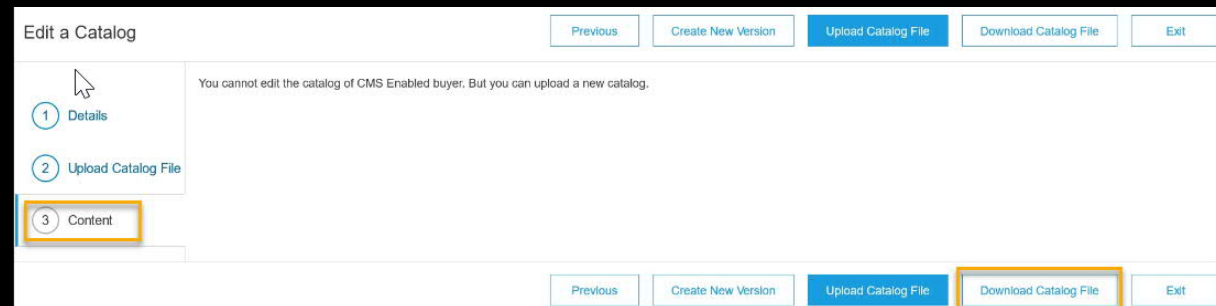 Edit a Catalog
Previous
Create New Version
Upload Catalog File
Download Catalog File
Exit
You cannot edit the catalog of CMS Enabled buyer. But you can upload a new catalog.
1 Details
2 Upload Catalog File
3 Content
Previous
Create New Version
Upload Catalog File
Download Catalog File
Exit